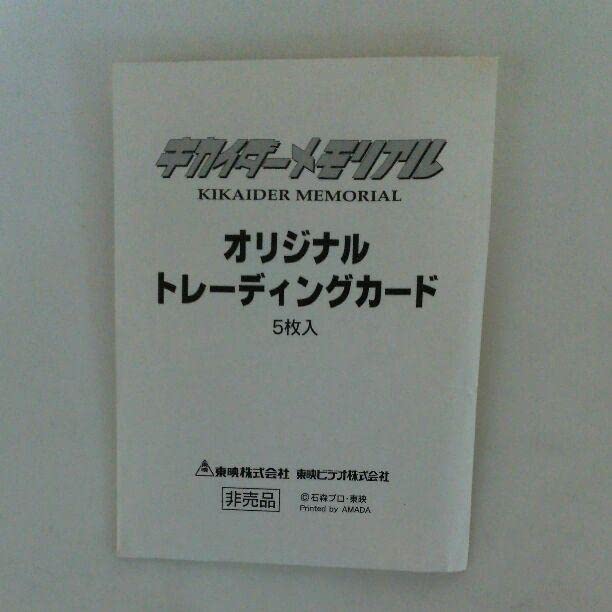 キカイダーメモリアル
KIKAIDER MEMORIAL
オリジナル
トレーディングカード
5枚入
東映 東映株式会社 東映ビデオ株式会社
非売品 ©石森プロ・東映
Printed by AMADA